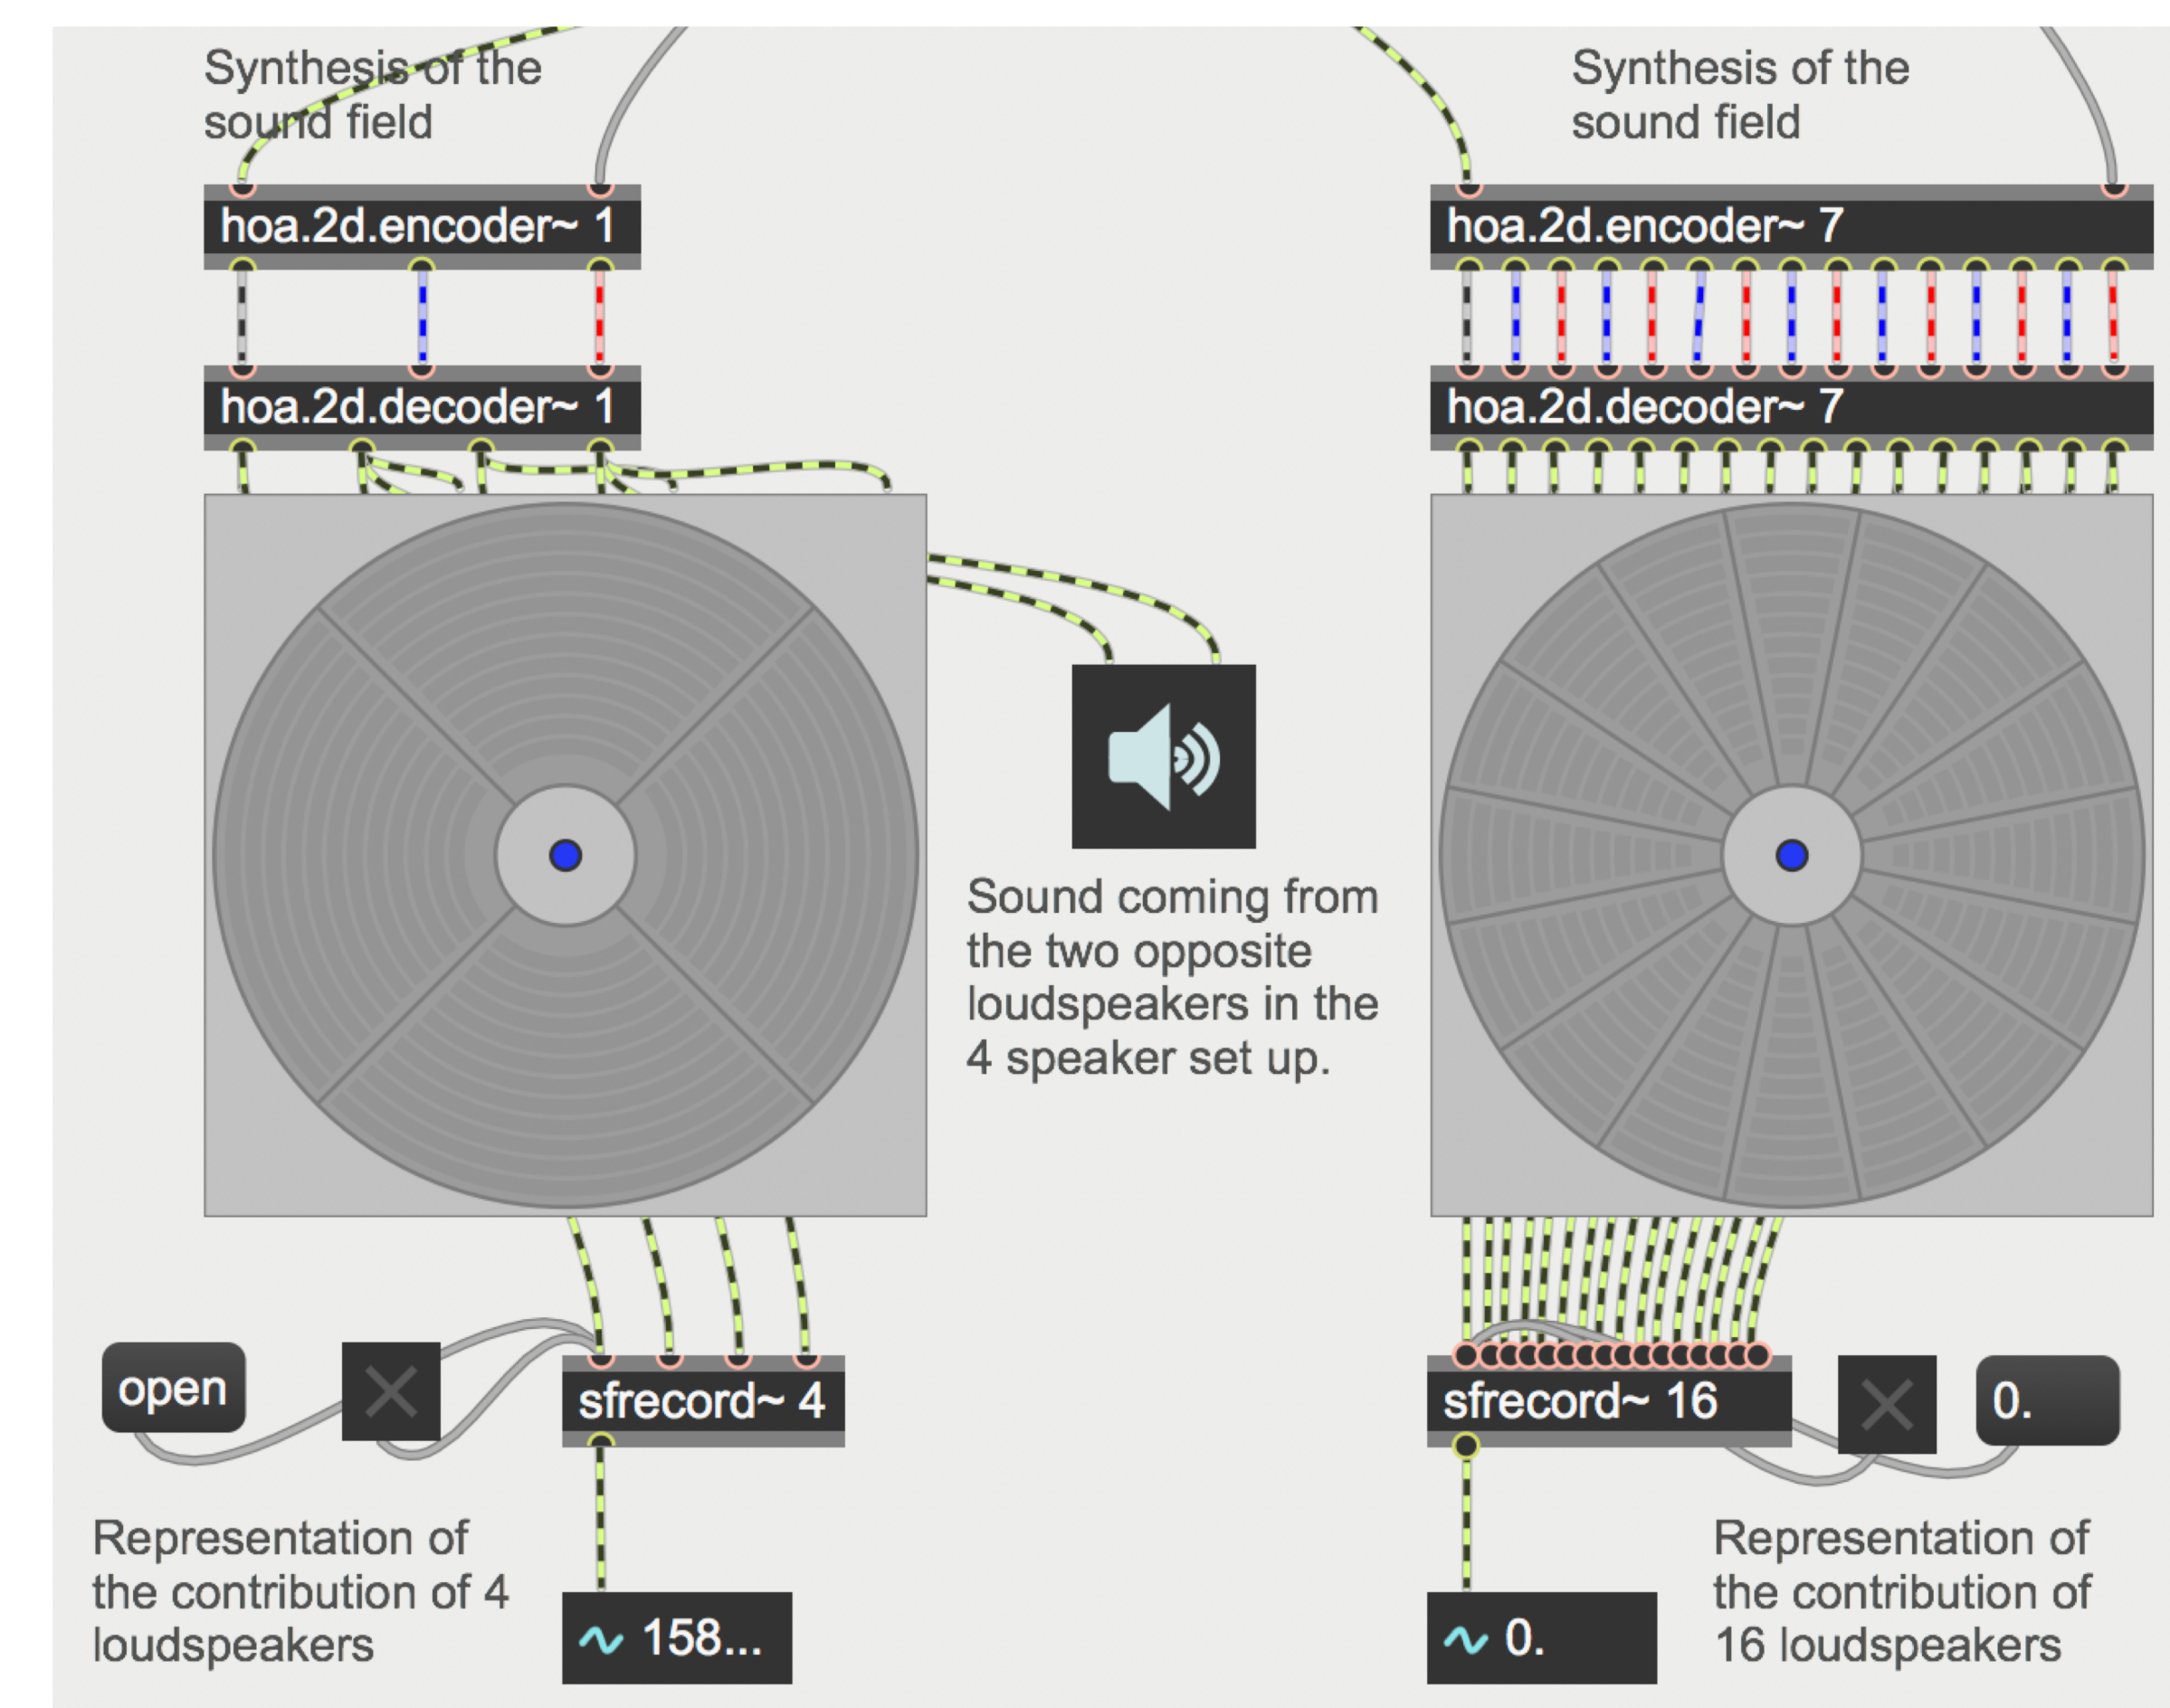 Synthesis of the
sound field
Synthesis of the
sound field
hoa.2d.encoder~ 1
hoa.2d.encoder~ 7
hoa.2d.decoder~ 1
hoa.2d.decoder~ 7
Sound coming from
the two opposite
loudspeakers in the
4 speaker set up.
open
sfrecord~ 4
sfrecord~ 16
0.
Representation of
the contribution of 4
loudspeakers
158...
0.
Representation of
the contribution of
16 loudspeakers